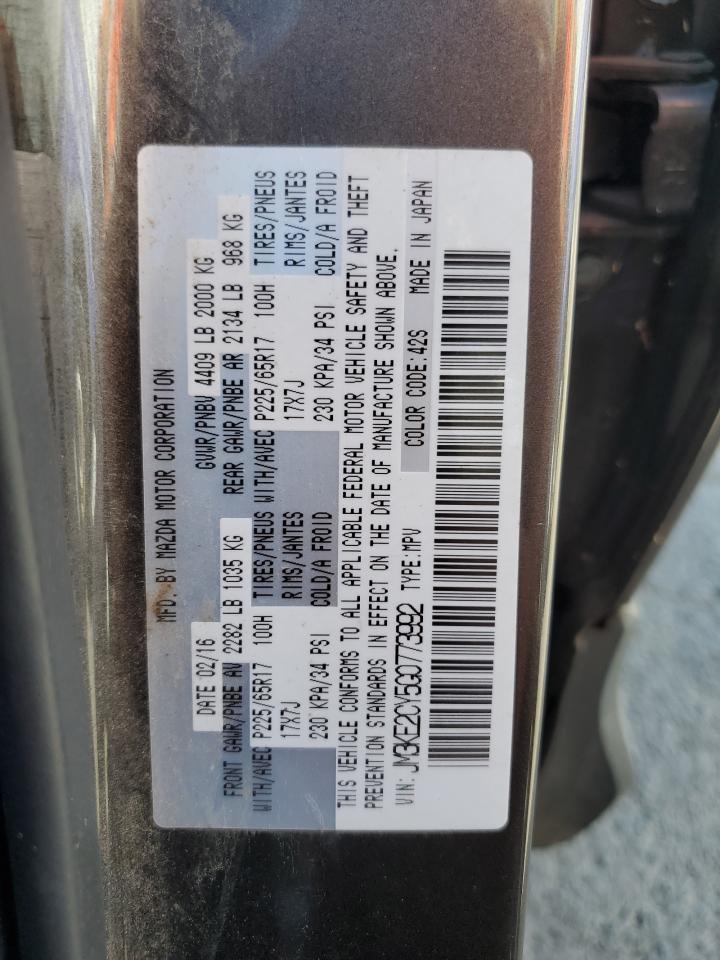 MFD. BY MAZDA MOTOR CORPORATION
DATE 02/16 GVWR/PNBV 4409 LB 2000 KG
FRONT GAWR/PNBE AV 2282 LB 1035 KG REAR GAWR/PNBE AR 2134 LB 968 KG
WITH/AVEC P225/65R17 100H TIRES/PNEUS WITH/AVEC P225/65R17 100H TIRES/PNEUS
17X7J RIMS/JANTES 17X7J RIMS/JANTES
230 KPA/34 PSI COLD/A FROID 230 KPA/34 PSI COLD/A FROID
THIS VEHICLE CONFORMS TO ALL APPLICABLE FEDERAL MOTOR VEHICLE SAFETY AND THEFT
PREVENTION STANDARDS IN EFFECT ON THE DATE OF MANUFACTURE SHOWN ABOVE.
VIN: JM3KE2CY5G0773992 TYPE:MPV COLOR CODE:42S MADE IN JAPAN